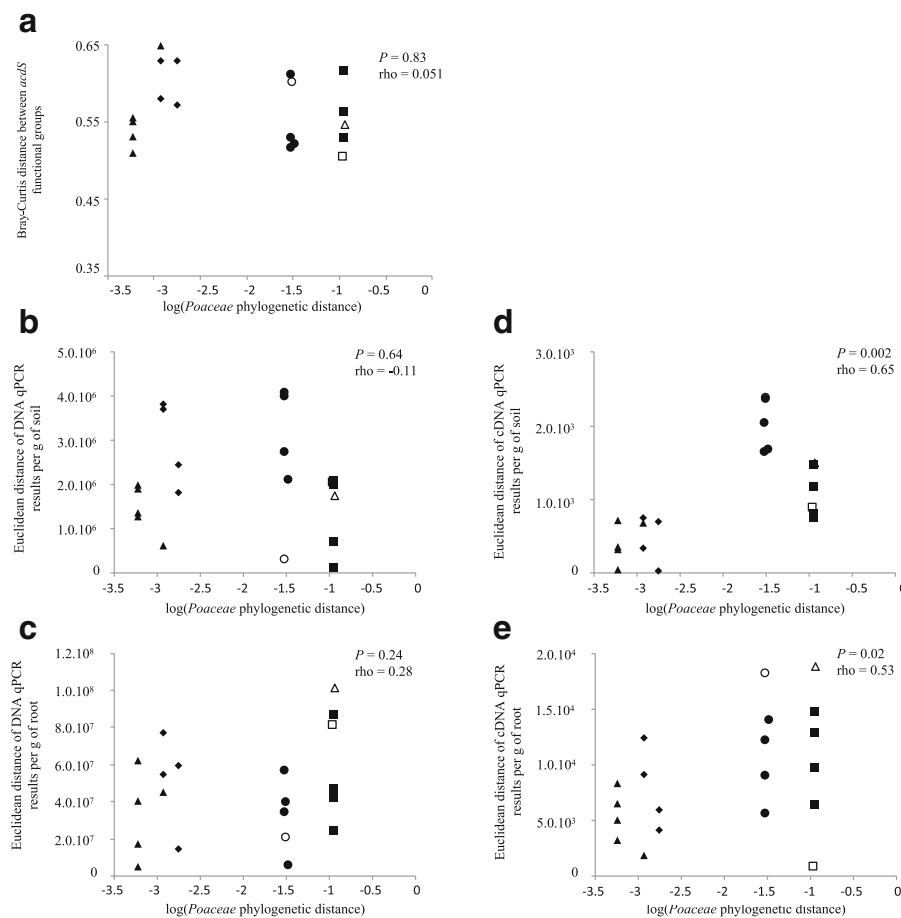 a
Bray-Curtis distance between acdS
functional groups
0.65
0.55
0.45
0.35
P = 0.83
rho = 0.051
-3.5 -3 -2.5 -2 -1.5 -1 -0.5 0
log(Poaceae phylogenetic distance)
b
Euclidean distance of DNA qPCR
results per g of soil
5.0.10⁶
4.0.10⁶
3.0.10⁶
2.0.10⁶
1.0.10⁶
0
P = 0.64
rho = -0.11
-3.5 -3 -2.5 -2 -1.5 -1 -0.5 0
log(Poaceae phylogenetic distance)
d
Euclidean distance of cDNA qPCR
results per g of soil
3.0.10³
2.0.10³
1.0.10³
0
P = 0.002
rho = 0.65
-3.5 -3 -2.5 -2 -1.5 -1 -0.5 0
log(Poaceae phylogenetic distance)
c
Euclidean distance of DNA qPCR
results per g of root
1.2.10⁸
1.0.10⁸
8.0.10⁷
6.0.10⁷
4.0.10⁷
2.0.10⁷
0
P = 0.24
rho = 0.28
-3.5 -3 -2.5 -2 -1.5 -1 -0.5 0
log(Poaceae phylogenetic distance)
e
Euclidean distance of cDNA qPCR
results per g of root
2.0.10⁴
1.5.10⁴
1.0.10⁴
5.0.10³
0
P = 0.02
rho = 0.53
-3.5 -3 -2.5 -2 -1.5 -1 -0.5 0
log(Poaceae phylogenetic distance)